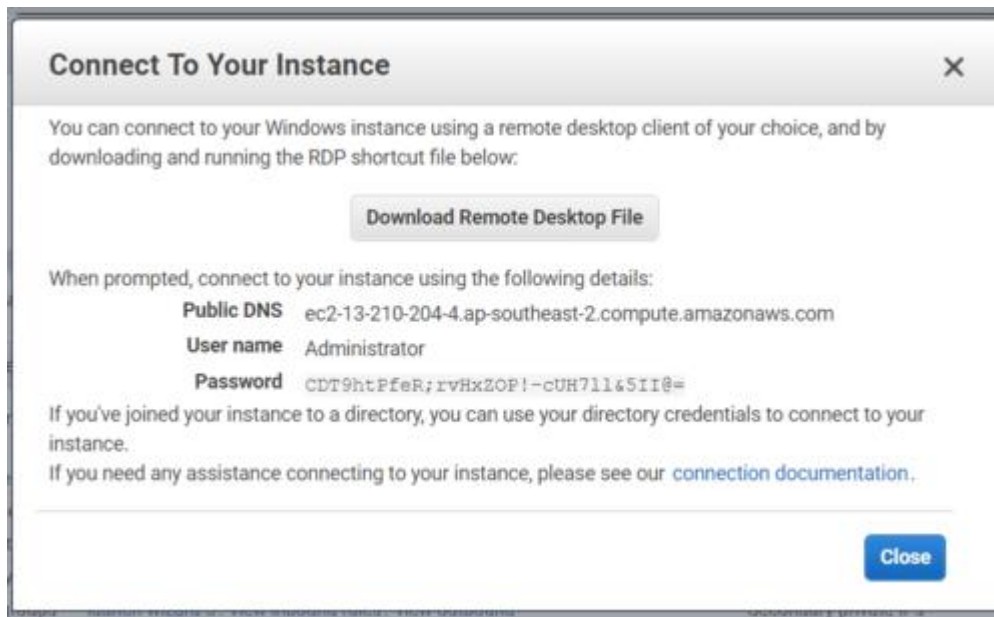 Connect To Your Instance
×
You can connect to your Windows instance using a remote desktop client of your choice, and by
downloading and running the RDP shortcut file below:
Download Remote Desktop File
When prompted, connect to your instance using the following details:
Public DNS ec2-13-210-204-4.ap-southeast-2.compute.amazonaws.com
User name Administrator
Password CDT9htPfeR;rvHxZOP!-cUH7ll&5II@=
If you've joined your instance to a directory, you can use your directory credentials to connect to your
instance.
If you need any assistance connecting to your instance, please see our connection documentation.
Close